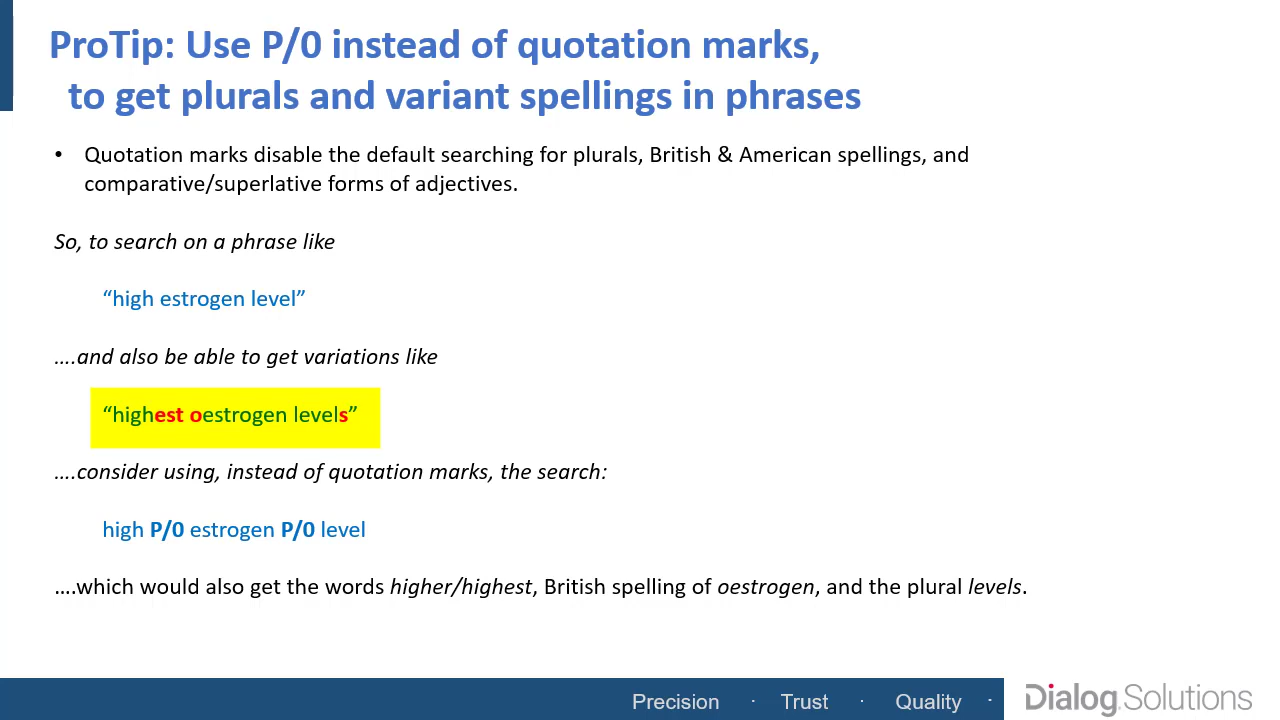 ProTip: Use P/0 instead of quotation marks,
to get plurals and variant spellings in phrases
• Quotation marks disable the default searching for plurals, British & American spellings, and
comparative/superlative forms of adjectives.
So, to search on a phrase like
“high estrogen level”
….and also be able to get variations like
“highest oestrogen levels”
….consider using, instead of quotation marks, the search:
high P/0 estrogen P/0 level
….which would also get the words higher/highest, British spelling of oestrogen, and the plural levels.
Precision · Trust · Quality · Dialog Solutions